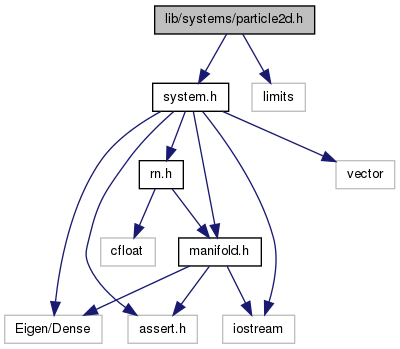 lib/systems/particle2d.h
system.h
limits
rn.h
vector
cfloat
manifold.h
Eigen/Dense
assert.h
iostream